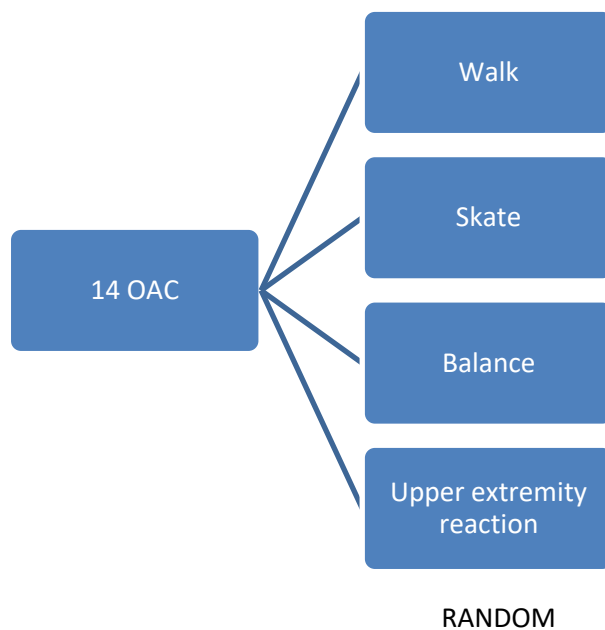 Walk
Skate
14 OAC
Balance
Upper extremity
reaction
RANDOM